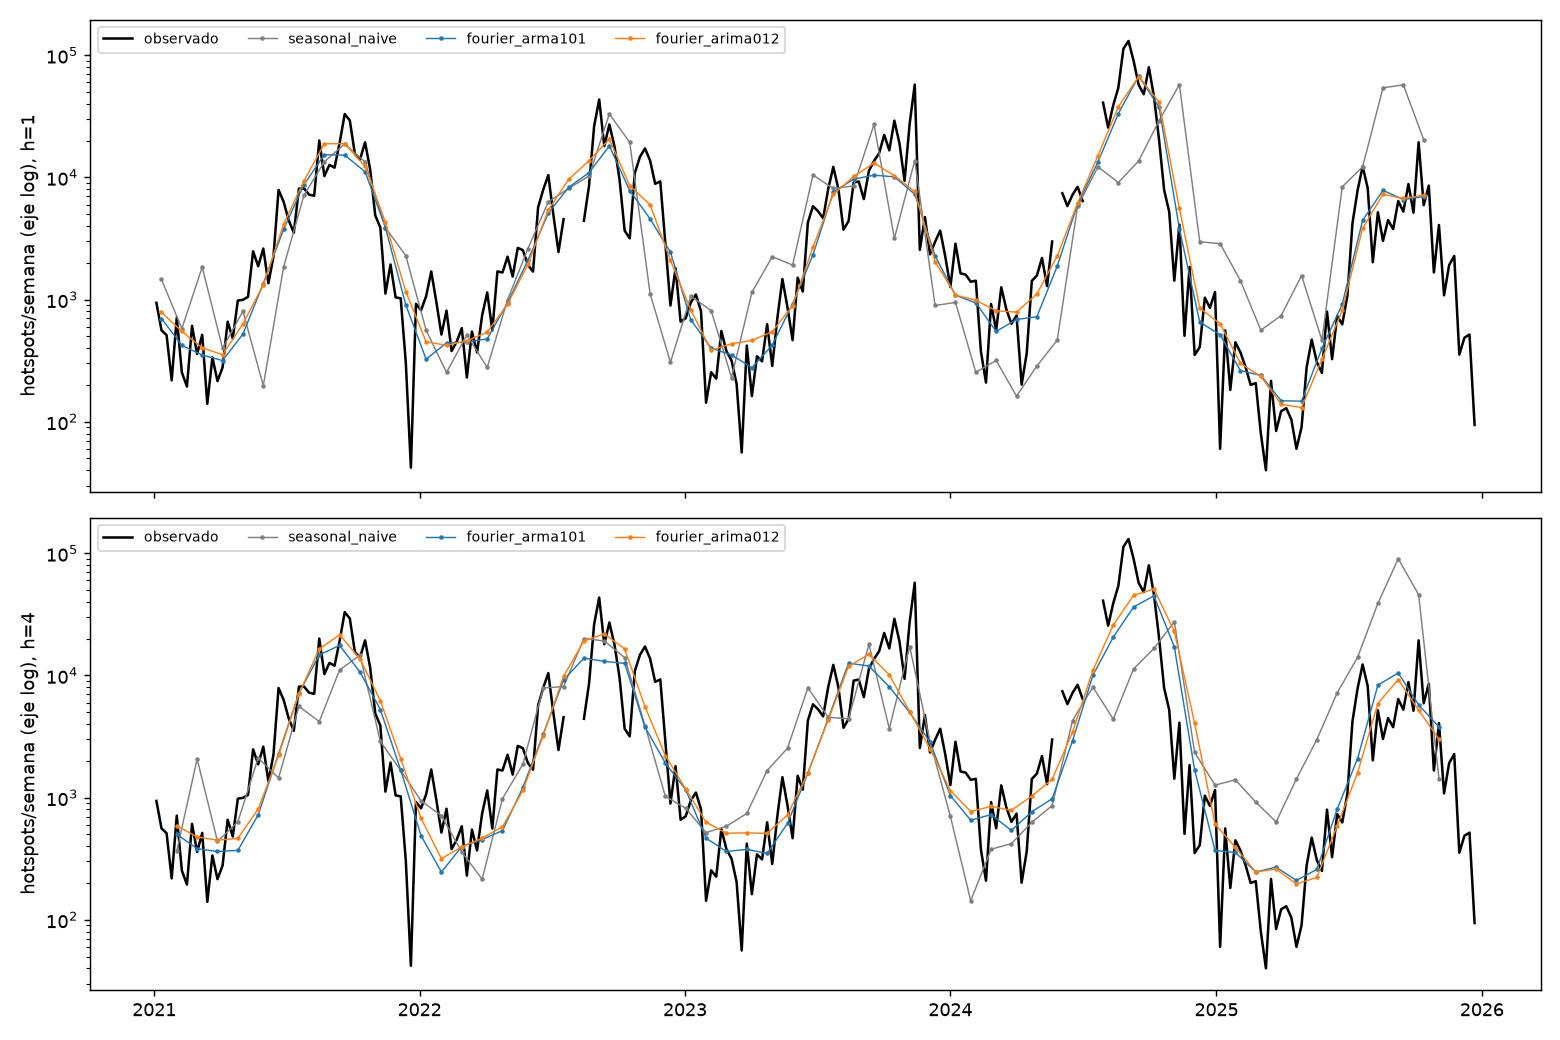 observado seasonal_naive fourier_arma101 fourier_arima012
hotspots/semana (eje log), h=1
10^5
10^4
10^3
10^2
observado seasonal_naive fourier_arma101 fourier_arima012
hotspots/semana (eje log), h=4
10^5
10^4
10^3
10^2
2021 2022 2023 2024 2025 2026